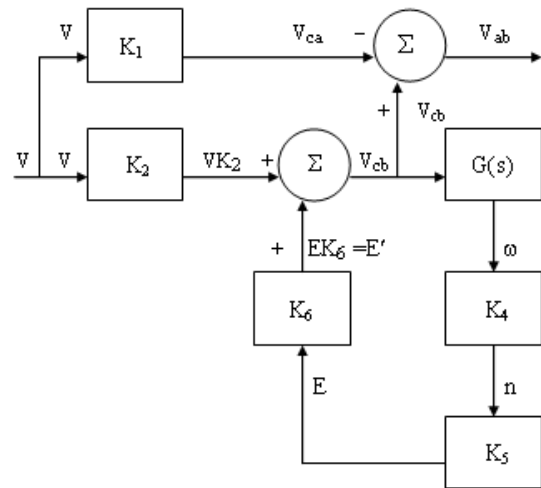 V K₁ V_ca − Σ V_ab
+ V_cb
V V K₂ VK₂ + Σ V_cb G(s)
+ EK₆ =E′ ω
K₆ K₄
E n
K₅